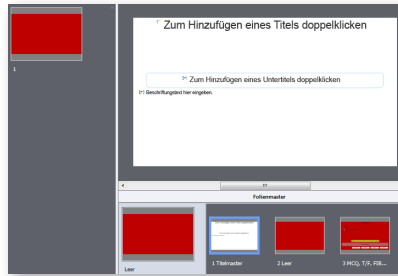 Zum Hinzufügen eines Titels doppelklicken
1
Zum Hinzufügen eines Untertitels doppelklicken
Beschriftungstext hier eingeben.
Folienmaster
Leer
1 Titelmaster
2 Leer
3 MCQ, T/F, FIB...